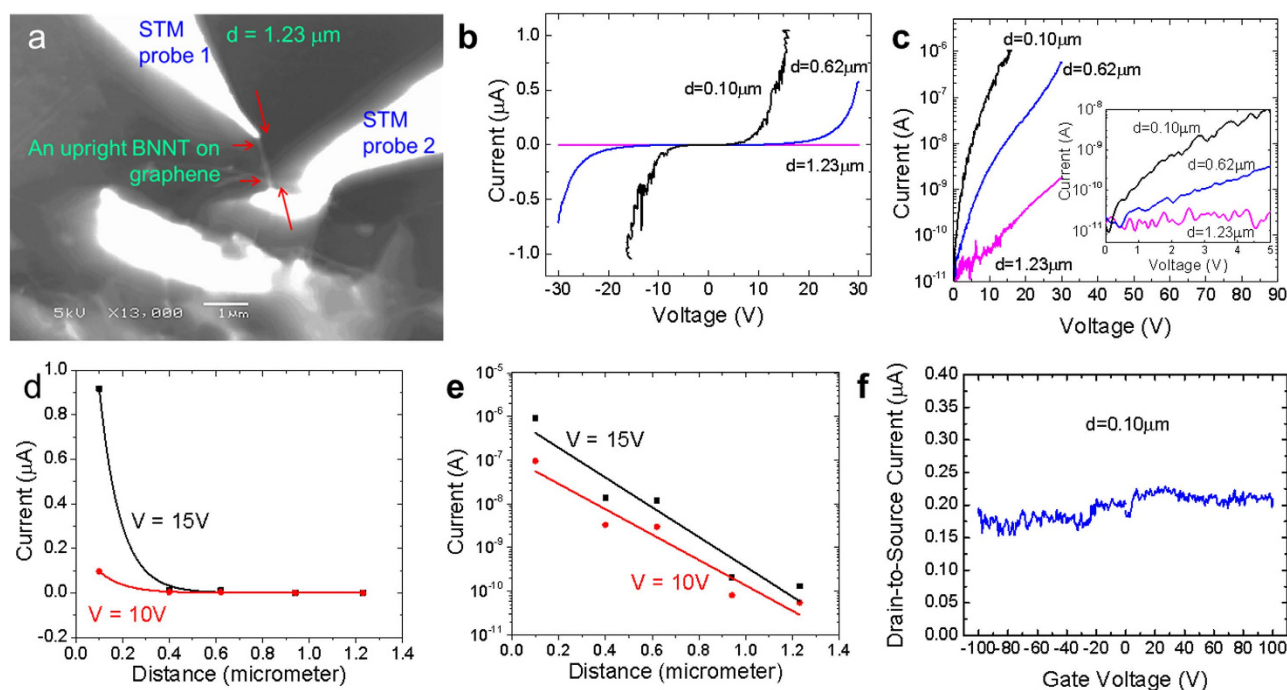 a
STM
probe 1
d = 1.23 μm
STM
probe 2
An upright BNNT on
graphene
5kV X13,000 1μm
b
Current (μA)
1.0
0.5
0.0
-0.5
-1.0
d=0.10μm
d=0.62μm
d=1.23μm
-30 -20 -10 0 10 20 30
Voltage (V)
c
Current (A)
10-6
10-7
10-8
10-9
10-10
10-11
d=0.10μm
d=0.62μm
d=1.23μm
0 10 20 30 40 50 60 70 80 90
Voltage (V)
Current (A)
10-8
10-9
10-10
10-11
d=0.10μm
d=0.62μm
d=1.23μm
0 1 2 3 4 5
Voltage (V)
d
Current (μA)
1.0
0.8
0.6
0.4
0.2
0.0
-0.2
V = 15V
V = 10V
0.0 0.2 0.4 0.6 0.8 1.0 1.2 1.4
Distance (micrometer)
e
Current (A)
10-5
10-6
10-7
10-8
10-9
10-10
10-11
V = 15V
V = 10V
0.0 0.2 0.4 0.6 0.8 1.0 1.2 1.4
Distance (micrometer)
f
Drain-to-Source Current (μA)
0.40
0.35
0.30
0.25
0.20
0.15
0.10
0.05
0.00
d=0.10μm
-100 -80 -60 -40 -20 0 20 40 60 80 100
Gate Voltage (V)